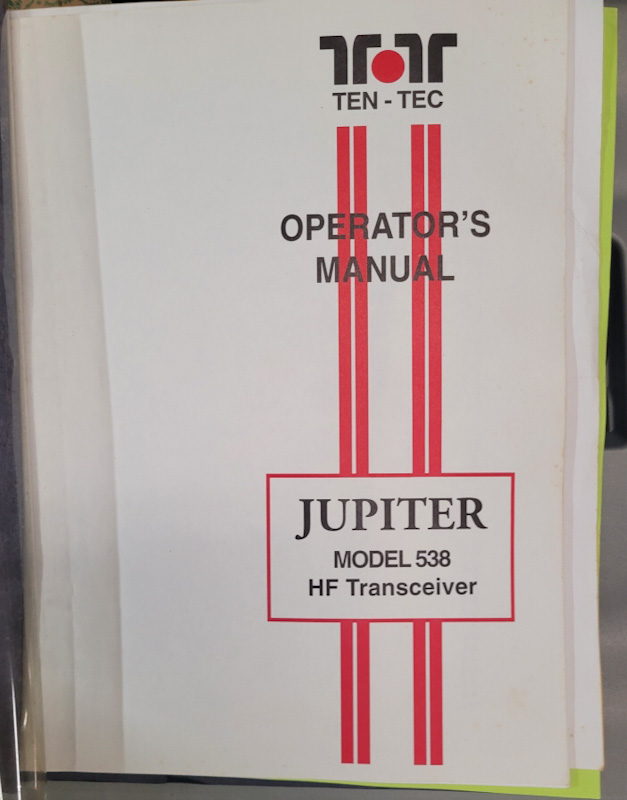 TEN - TEC
OPERATOR'S
MANUAL
JUPITER
MODEL 538
HF Transceiver